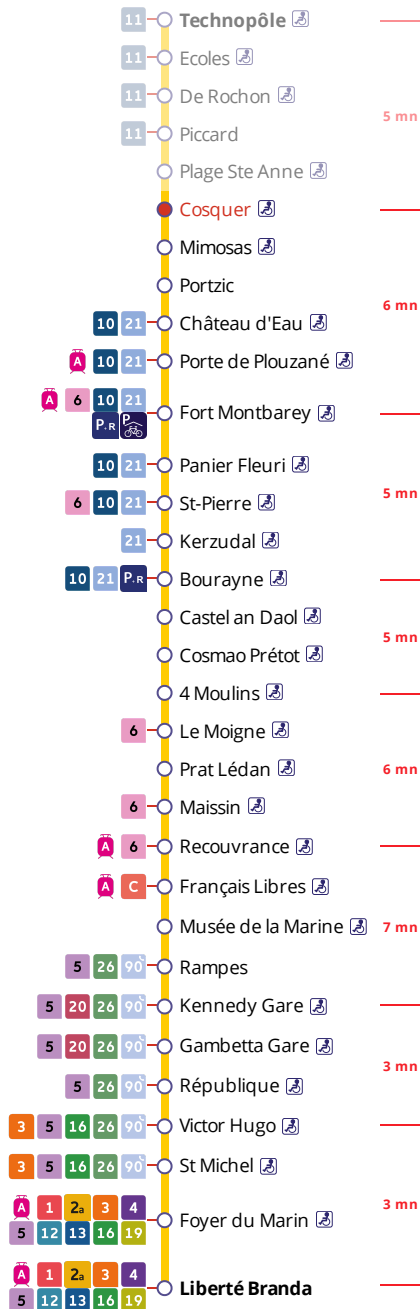 11 Technopôle
11 Ecoles
11 De Rochon
5 mn
11 Piccard
Plage Ste Anne
Cosquer
Mimosas
Portzic
6 mn
10 21 Château d'Eau
A 10 21 Porte de Plouzané
A 6 10 21
P+R P Fort Montbarey
10 21 Panier Fleuri
5 mn
6 10 21 St-Pierre
21 Kerzudal
10 21 P+R Bourayne
Castel an Daol
5 mn
Cosmao Prétot
4 Moulins
6 Le Moigne
Prat Lédan 6 mn
6 Maissin
A 6 Recouvrance
A C Français Libres
Musée de la Marine 7 mn
5 26 90 Rampes
5 20 26 90 Kennedy Gare
5 20 26 90 Gambetta Gare
3 mn
5 26 90 République
3 5 16 26 90 Victor Hugo
3 5 16 26 90 St Michel
3 mn
A 1 2a 3 4
5 12 13 16 19 Foyer du Marin
A 1 2a 3 4
5 12 13 16 19 Liberté Branda